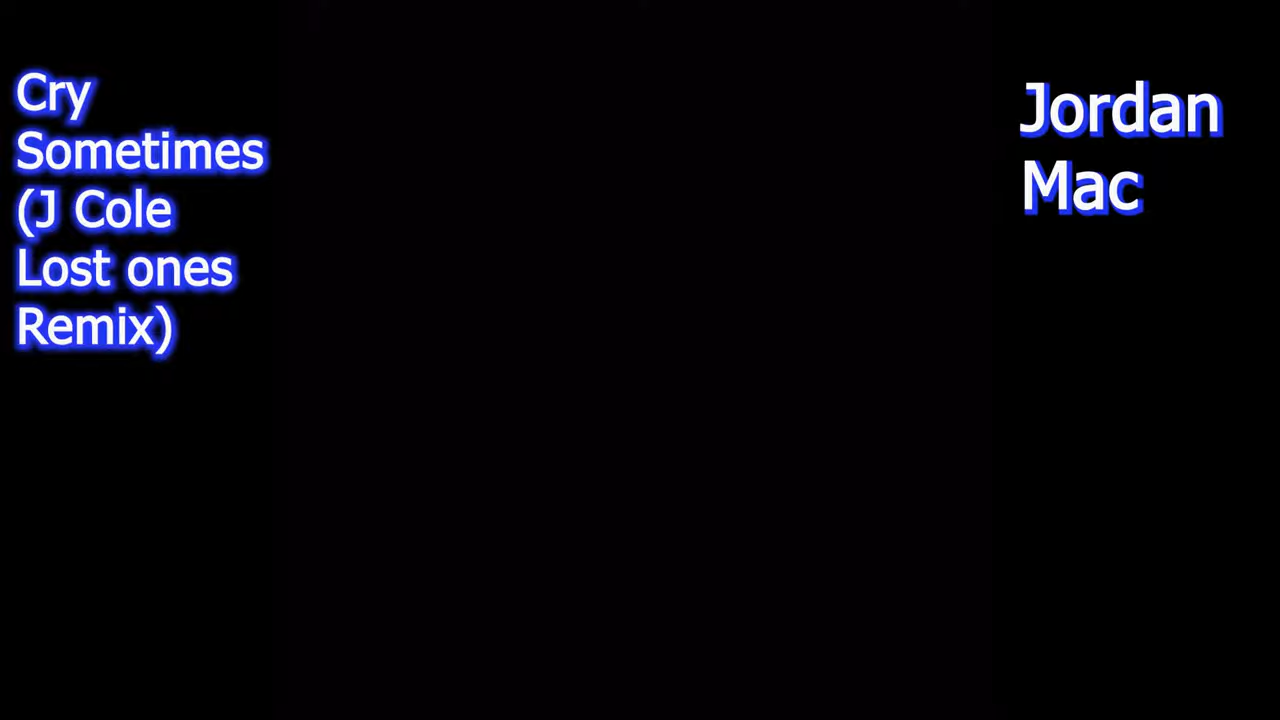 Cry
Sometimes
(J Cole
Lost ones
Remix)
Jordan
Mac